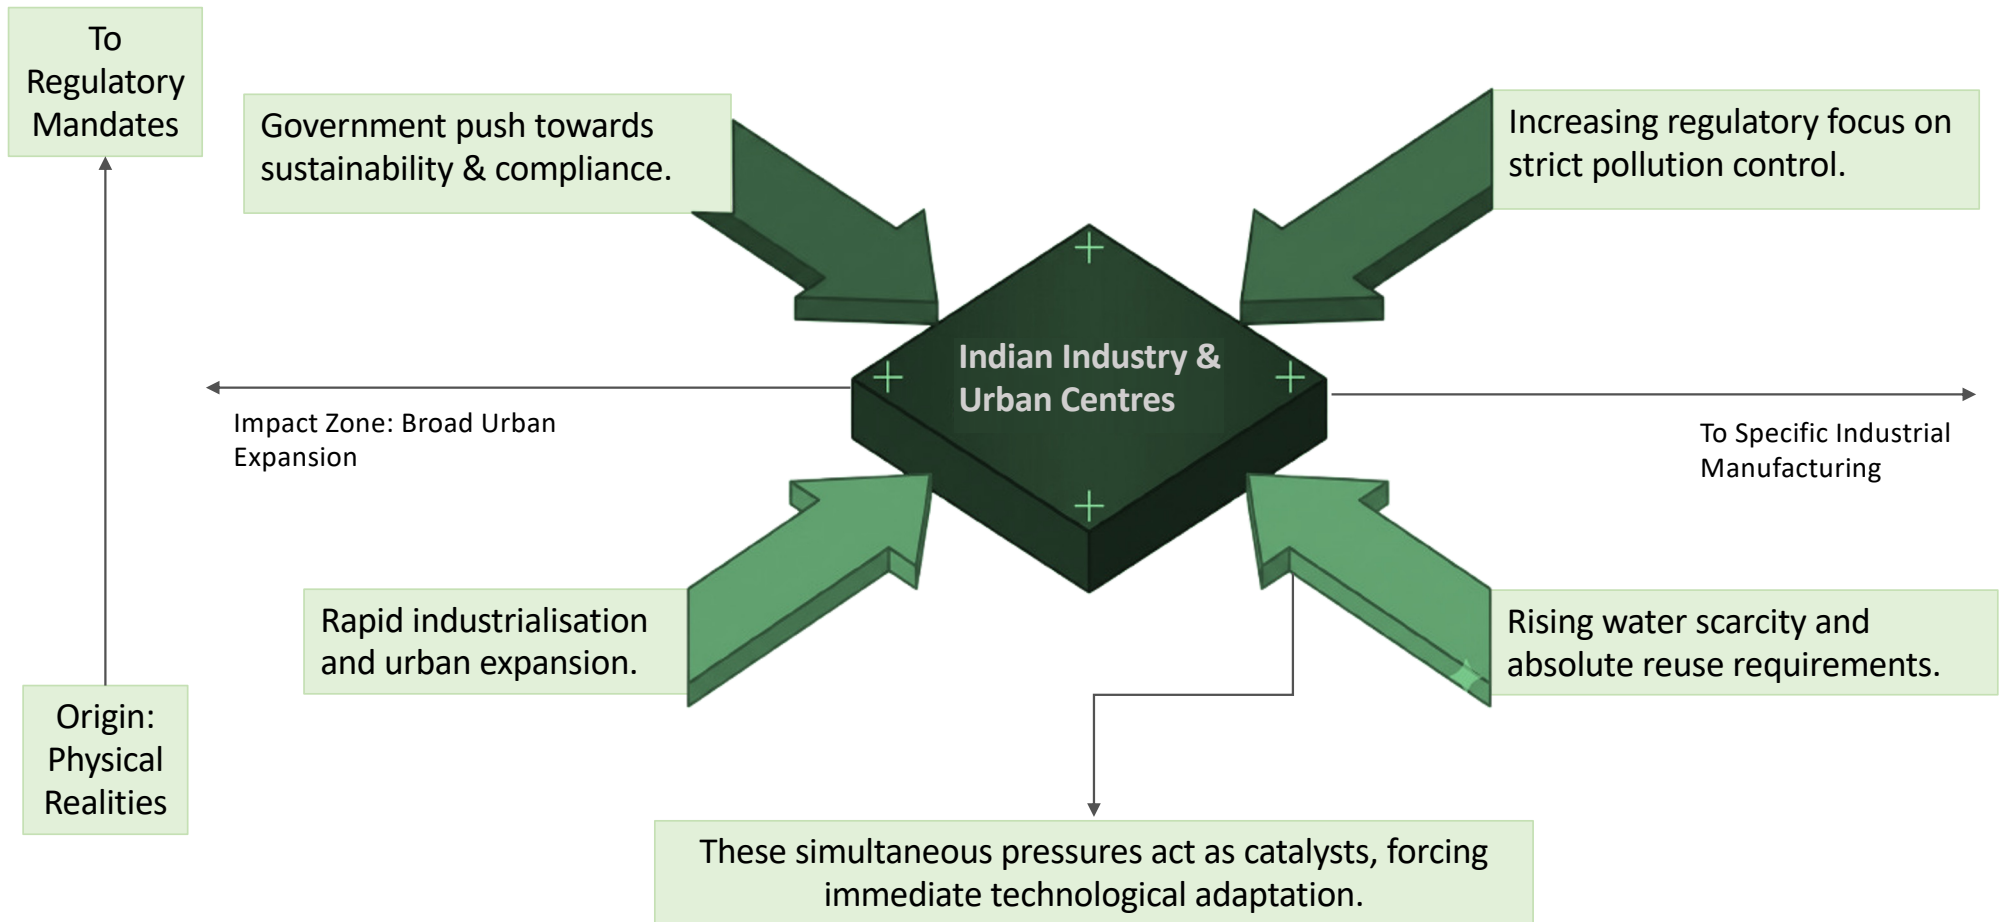 To
Regulatory
Mandates
Government push towards
sustainability & compliance.
Increasing regulatory focus on
strict pollution control.
Indian Industry &
Urban Centres
Impact Zone: Broad Urban
Expansion
To Specific Industrial
Manufacturing
Rapid industrialisation
and urban expansion.
Rising water scarcity and
absolute reuse requirements.
Origin:
Physical
Realities
These simultaneous pressures act as catalysts, forcing
immediate technological adaptation.